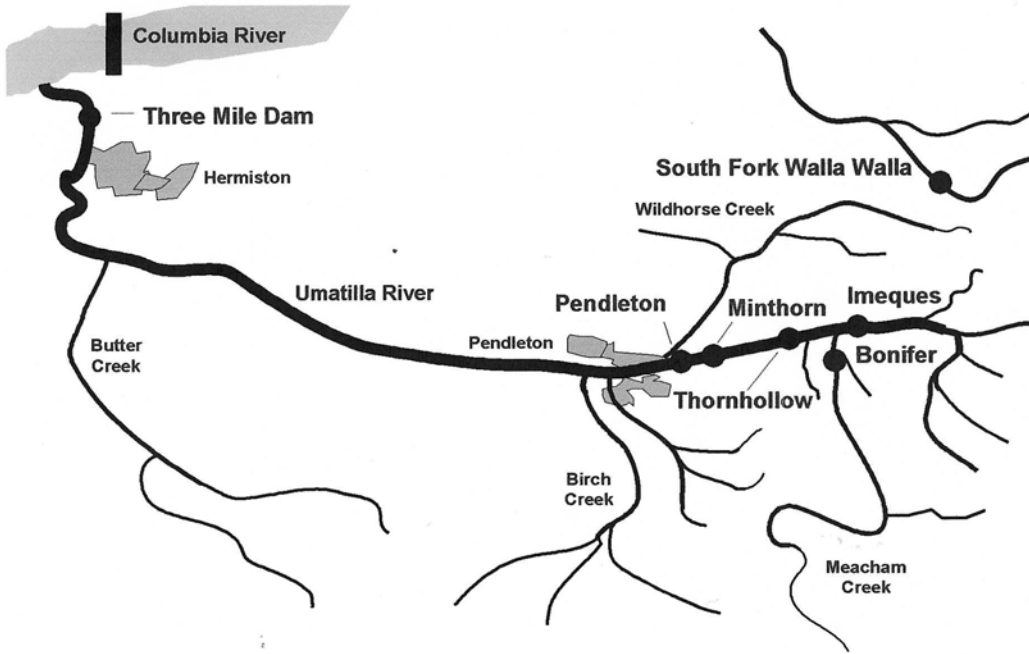 Columbia River
Three Mile Dam
South Fork Walla Walla
Hermiston
Wildhorse Creek
Umatilla River
Pendleton
Minthorn
Imeques
Butter
Creek
Pendleton
Bonifer
Thornhollow
Birch
Creek
Meacham
Creek